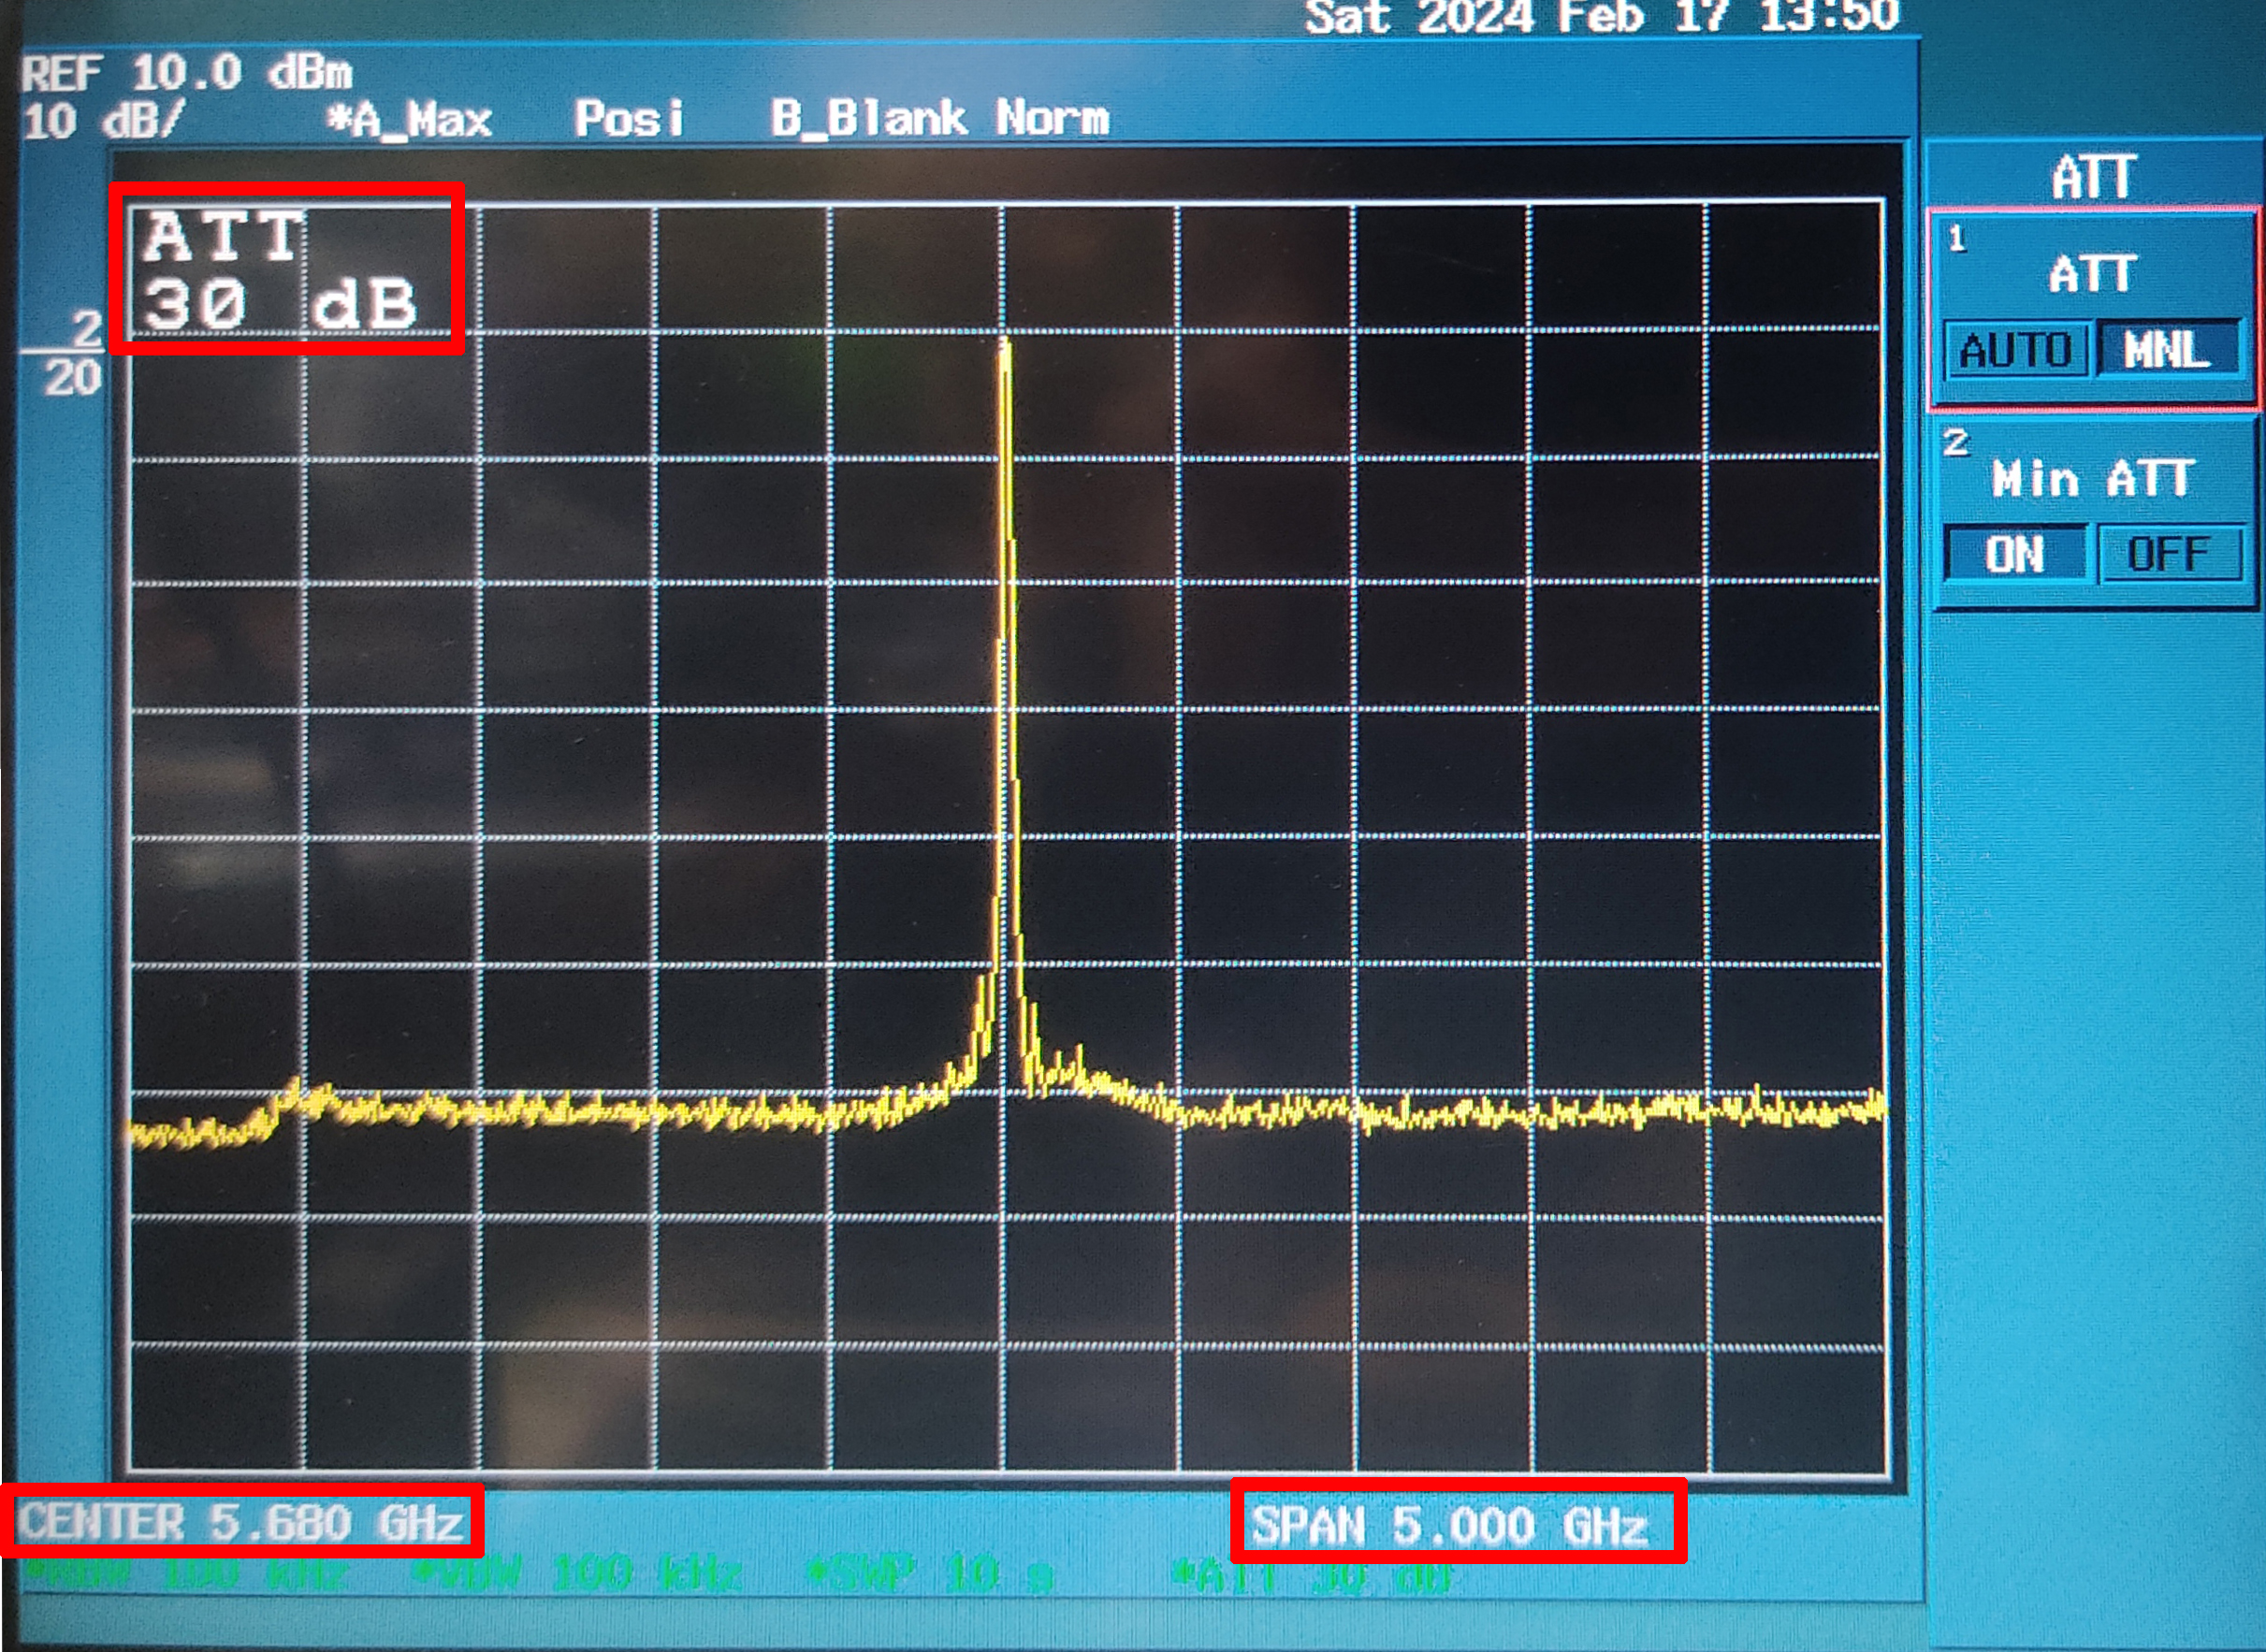 Sat 2024 Feb 17 13:50
REF 10.0 dBm
10 dB/ *A_Max Posi B_Blank Norm
ATT
30 dB
2
20
ATT
1
ATT
AUTO MNL
2
Min ATT
ON OFF
CENTER 5.680 GHz SPAN 5.000 GHz
*RBW 100 kHz *VBW 100 kHz *SWP 10 s *ATT 30 dB